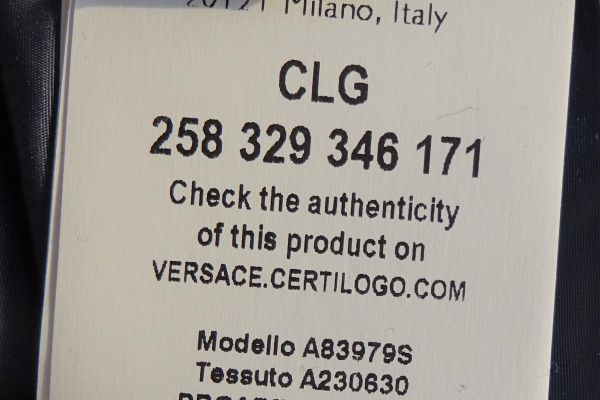 20121 Milano, Italy
CLG
258 329 346 171
Check the authenticity
of this product on
VERSACE.CERTILOGO.COM
Modello A83979S
Tessuto A230630